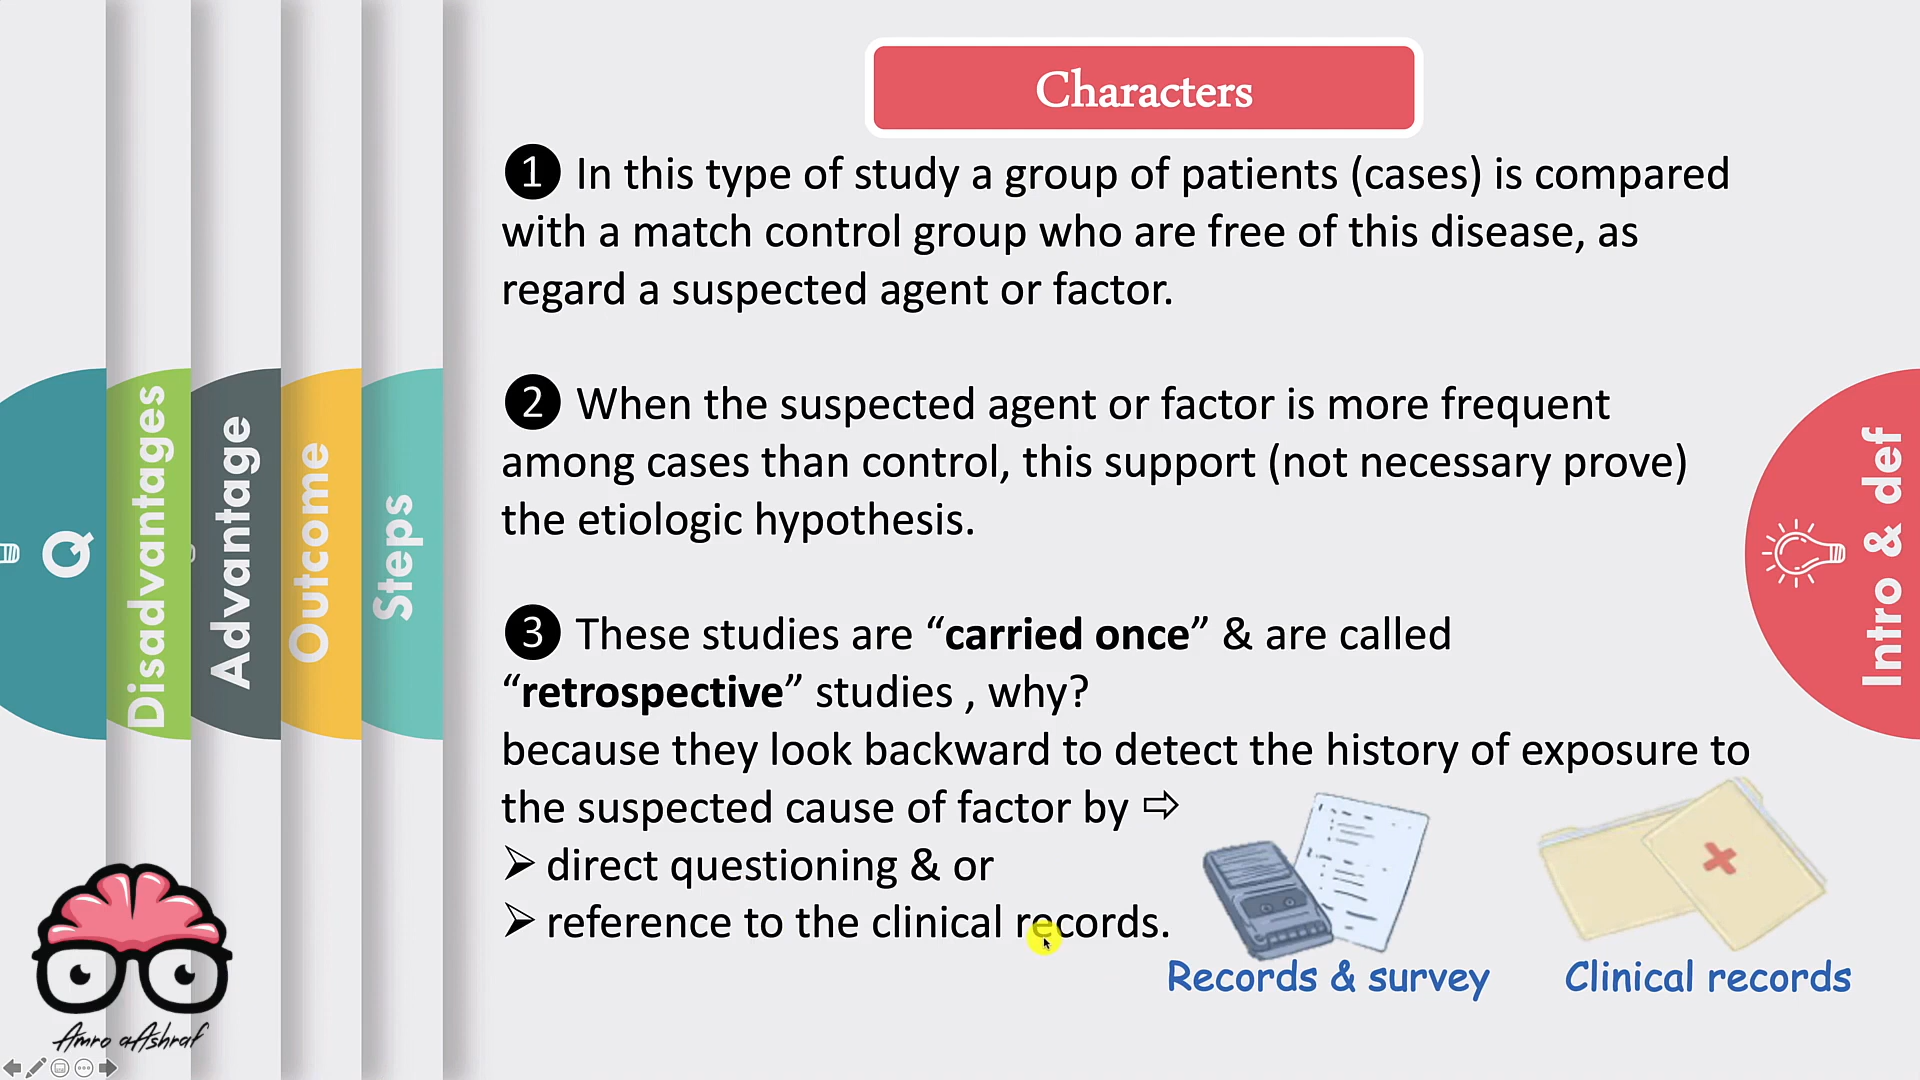 Characters
❶ In this type of study a group of patients (cases) is compared
with a match control group who are free of this disease, as
regard a suspected agent or factor.
❷ When the suspected agent or factor is more frequent
among cases than control, this support (not necessary prove)
the etiologic hypothesis.
❸ These studies are “carried once” & are called
“retrospective” studies , why?
because they look backward to detect the history of exposure to
the suspected cause of factor by ⇨
➢ direct questioning & or
➢ reference to the clinical records.
Records & survey
Clinical records
Q
Disadvantages
Advantage
Outcome
Steps
Intro & def
Amro aAshraf